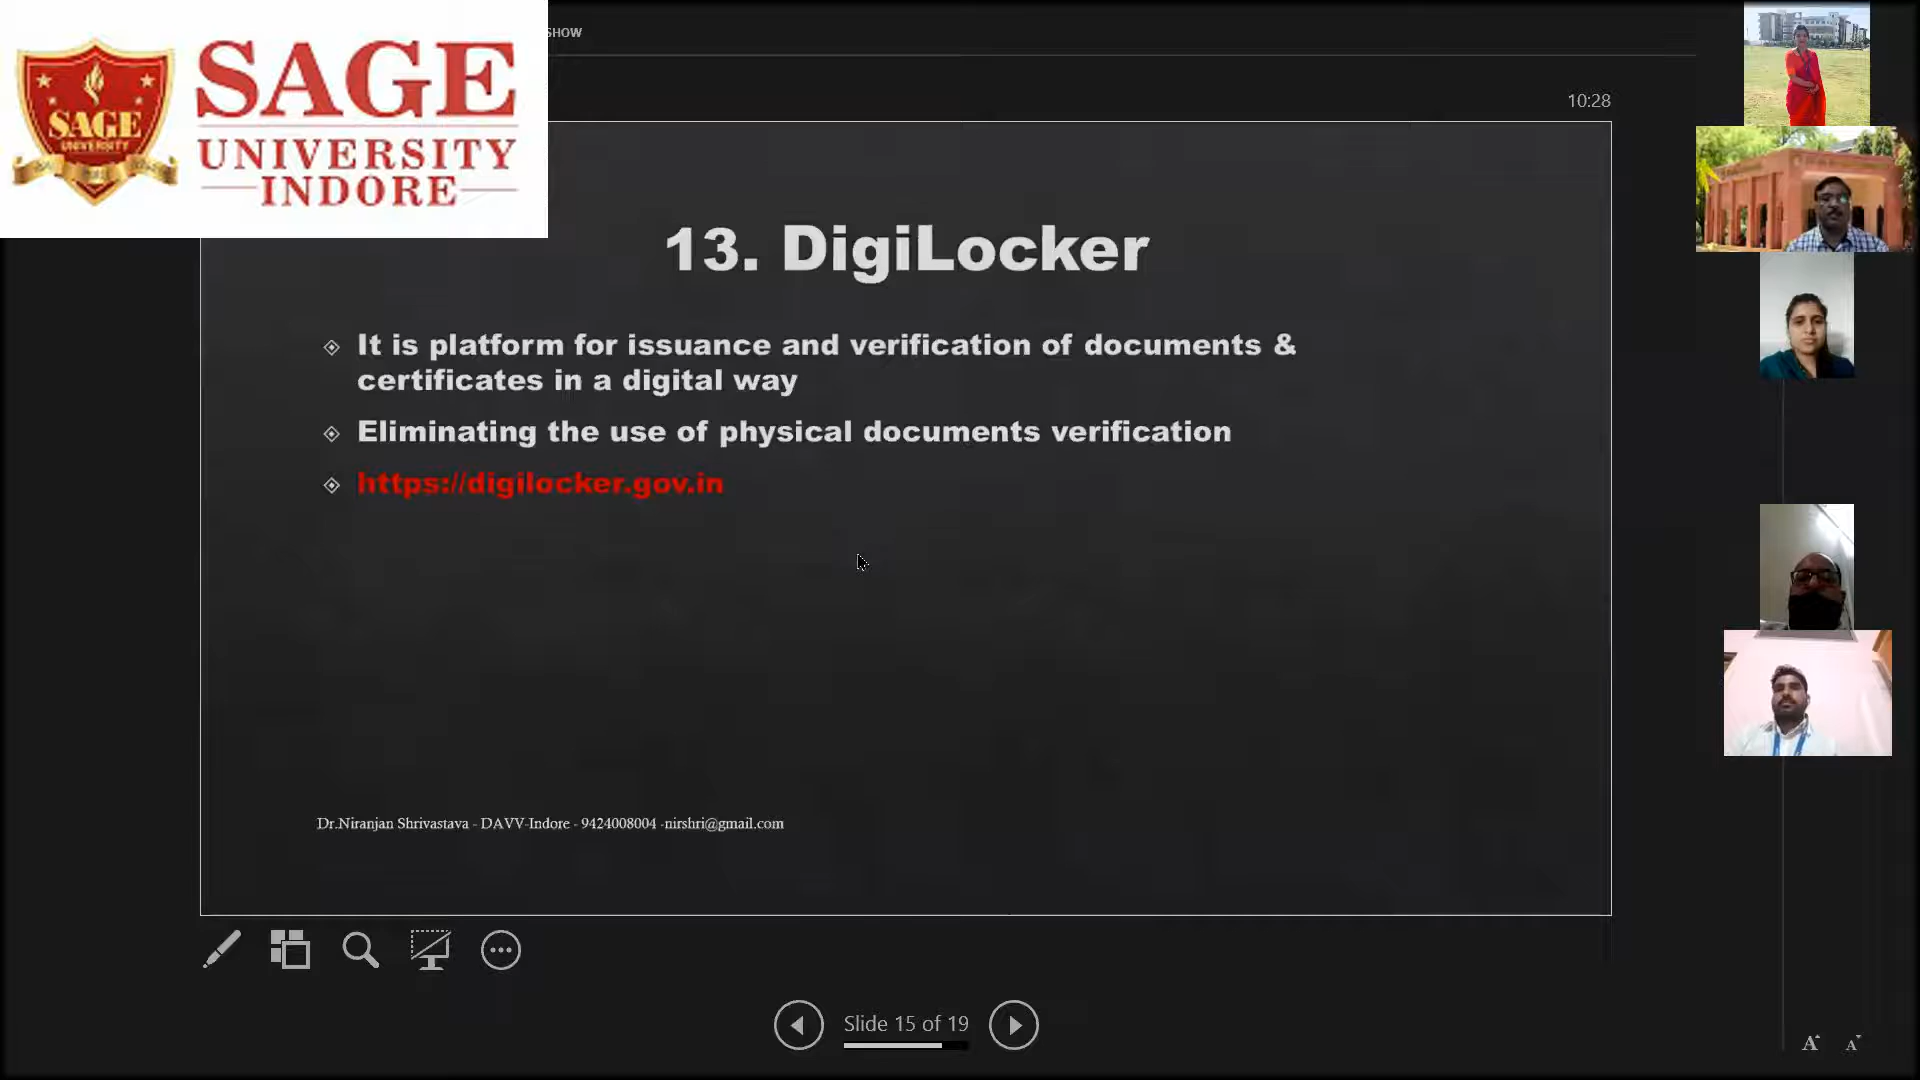 SHOW
SAGE
UNIVERSITY
INDORE
SAGE
UNIVERSITY
10:28
13. DigiLocker
It is platform for issuance and verification of documents &
certificates in a digital way
Eliminating the use of physical documents verification
https://digilocker.gov.in
Dr.Niranjan Shrivastava - DAVV-Indore - 9424008004 -nirshri@gmail.com
Slide 15 of 19
A A